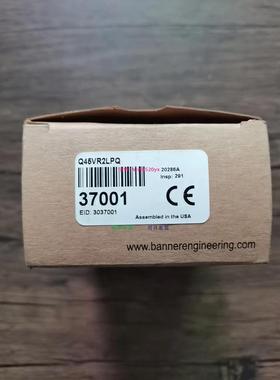 Q45VR2LPQ
20286A
37001
Insp: 291
CE
EID: 3037001
Assembled in the USA
www.bannerengineering.com